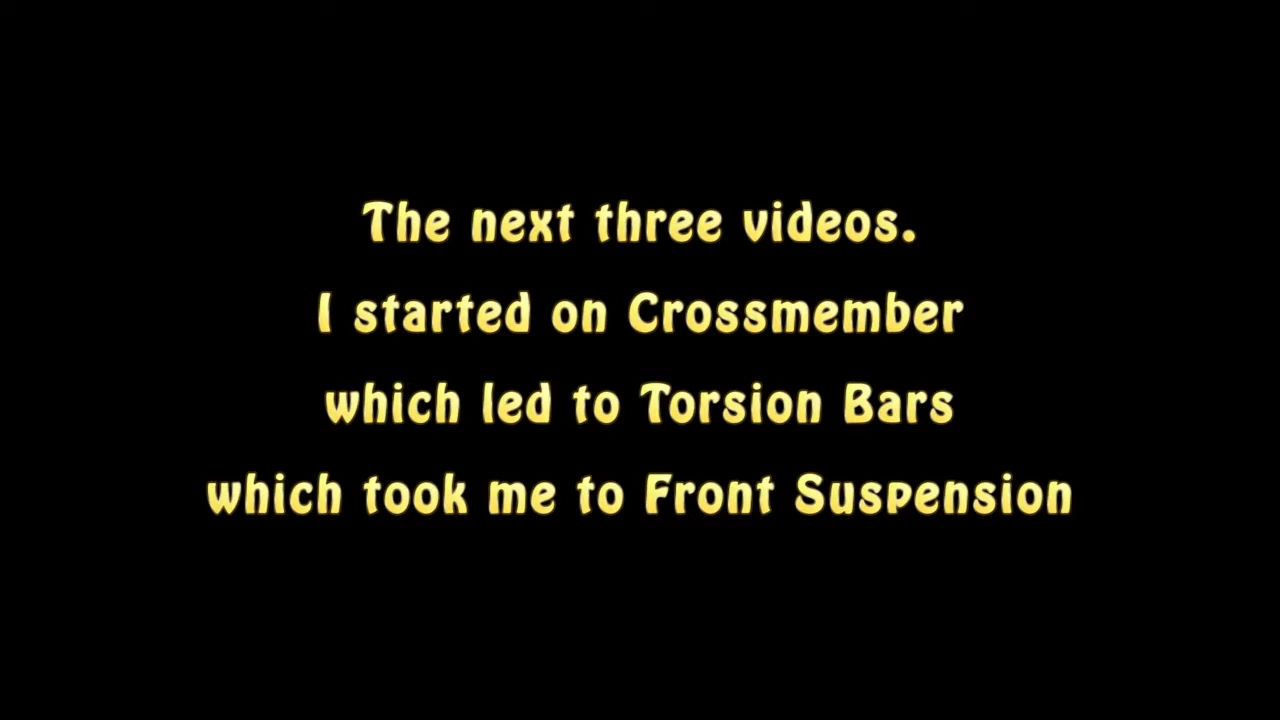 The next three videos.
I started on Crossmember
which led to Torsion Bars
which took me to Front Suspension